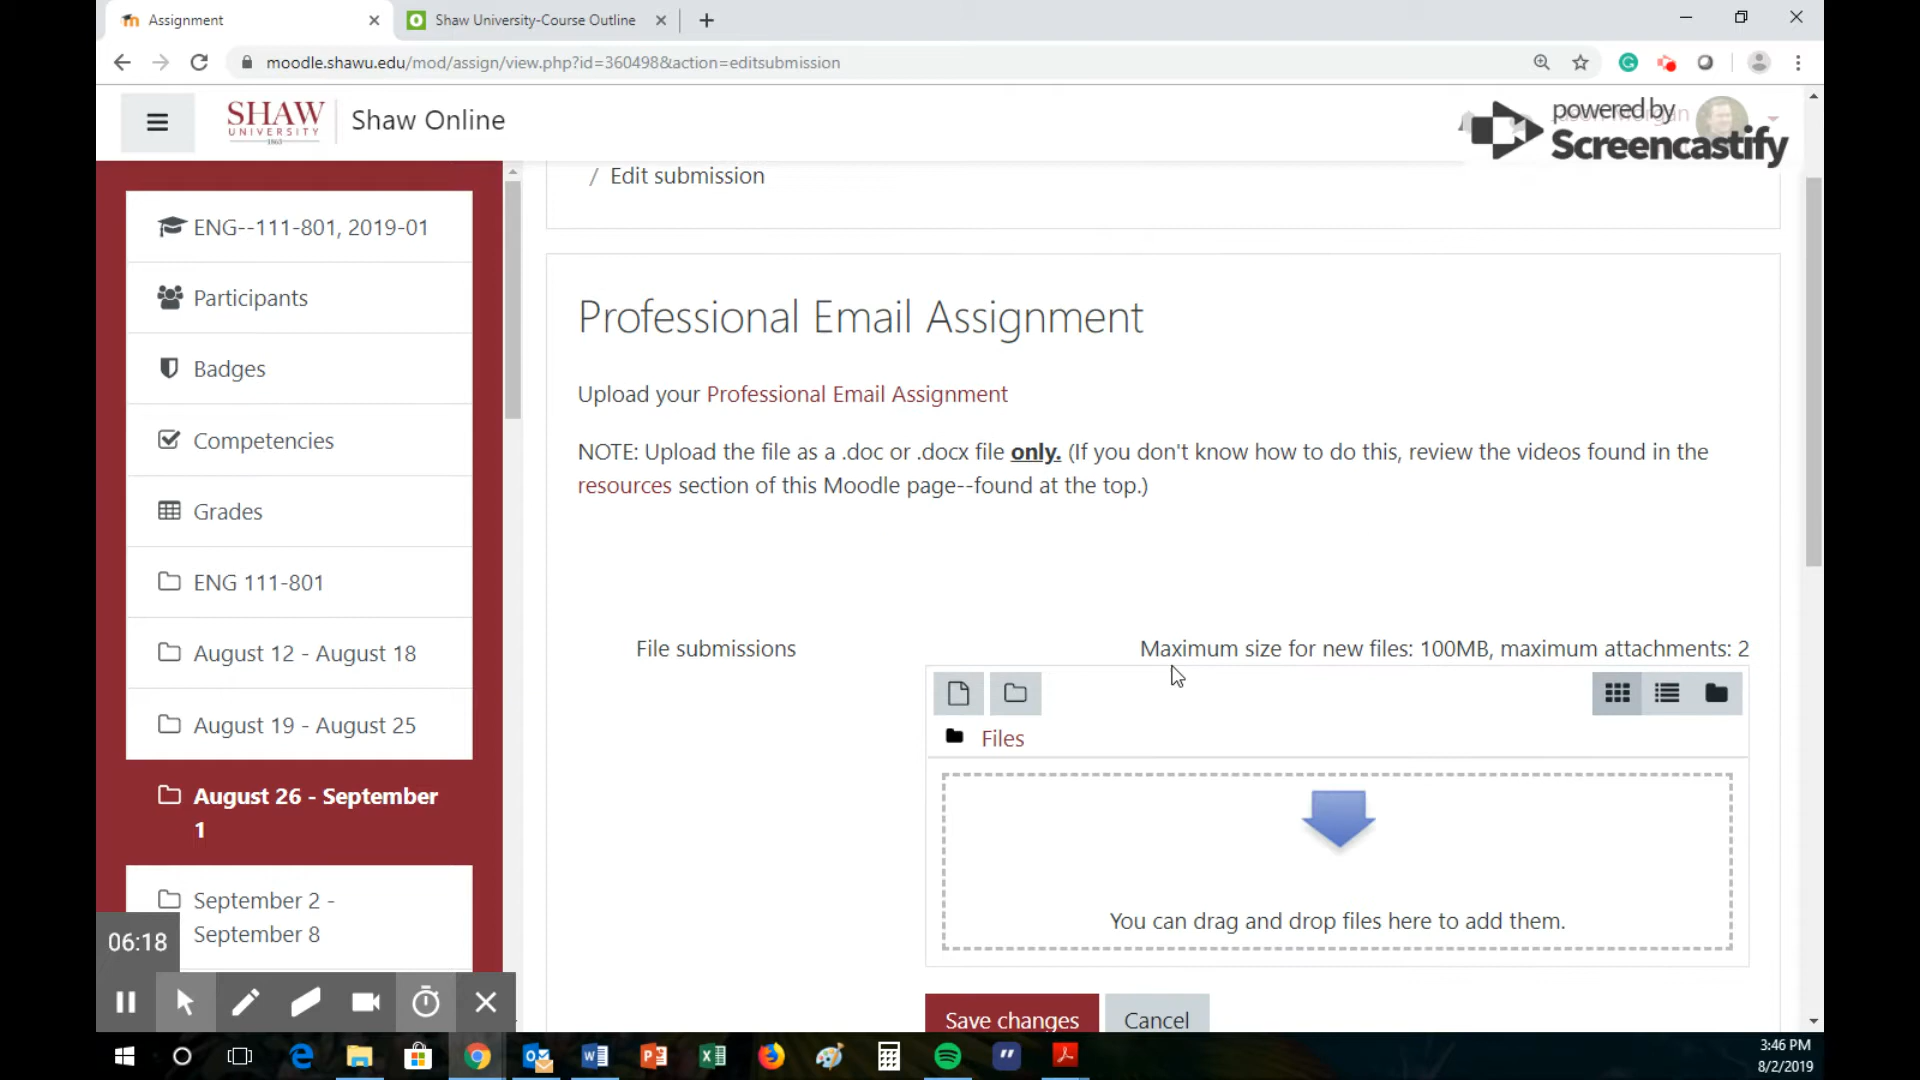 Assignment
Shaw University-Course Outline
moodle.shawu.edu/mod/assign/view.php?id=360498&action=editsubmission
SHAW
UNIVERSITY
1865
Shaw Online
powered by
Screencastify
/ Edit submission
ENG--111-801, 2019-01
Participants
Badges
Competencies
Grades
ENG 111-801
August 12 - August 18
August 19 - August 25
August 26 - September
1
September 2 -
September 8
Professional Email Assignment
Upload your Professional Email Assignment
NOTE: Upload the file as a .doc or .docx file only. (If you don't know how to do this, review the videos found in the
resources section of this Moodle page--found at the top.)
File submissions
Maximum size for new files: 100MB, maximum attachments: 2
Files
You can drag and drop files here to add them.
Save changes
Cancel
06:18
3:46 PM
8/2/2019